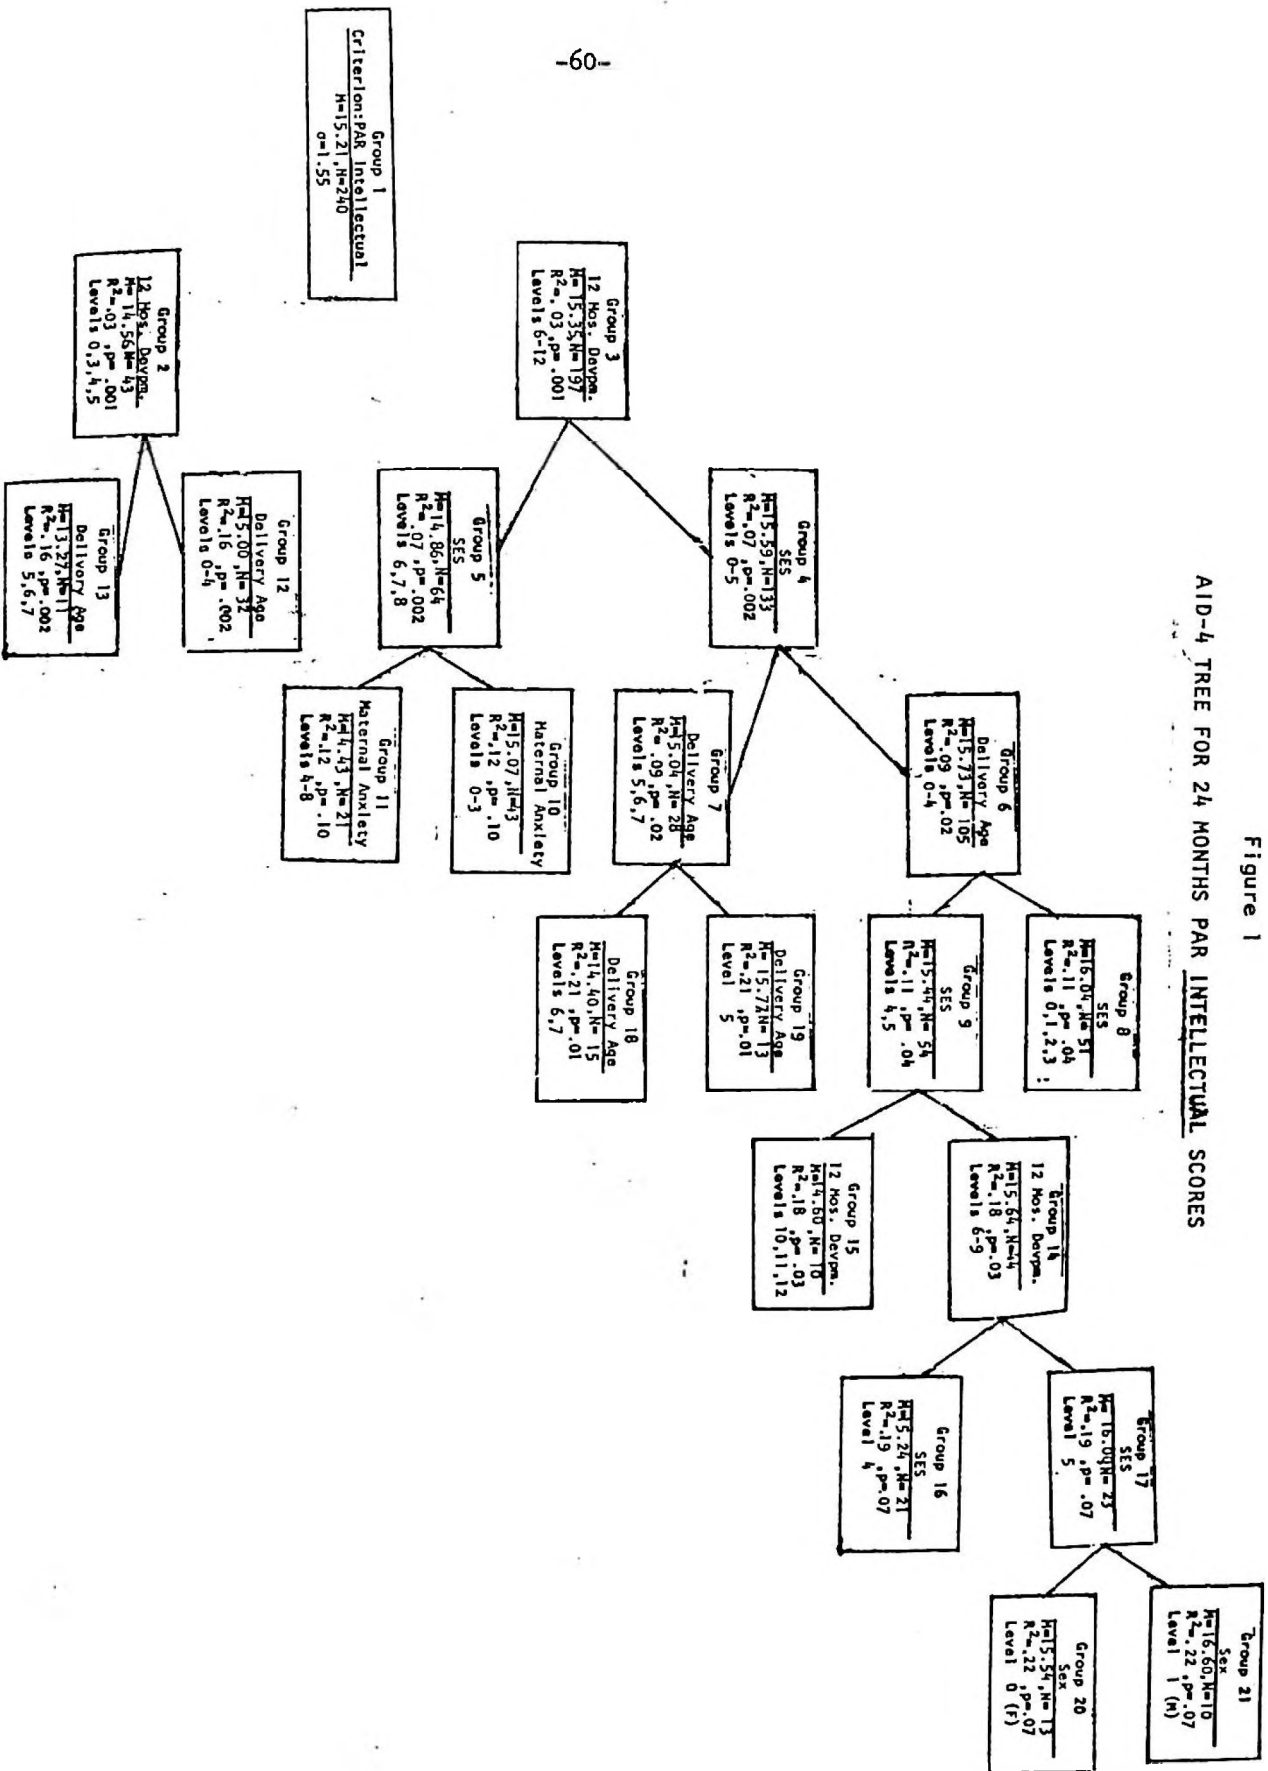 -60-
Figure 1
AID-4 TREE FOR 24 MONTHS PAR INTELLECTUAL SCORES
Group 1
Criterion:PAR Intellectual
M=15.21,N=240
σ=1.55
Group 3
12 Mos. Devpm.
M=15.35,N=197
R²=.03,p=.001
Levels 6-12
Group 2
12 Mos. Devpm.
M=14.56,N=43
R²=.03,p=.001
Levels 0,3,4,5
Group 4
SES
M=15.59,N=133
R²=.07,p=.002
Levels 0-5
Group 5
SES
M=14.86,N=64
R²=.07,p=.002
Levels 6,7,8
Group 12
Delivery Age
M=15.00,N=32
R²=.16,p=.002
Levels 0-4
Group 13
Delivery Age
M=13.27,N=11
R²=.16,p=.002
Levels 5,6,7
Group 6
Delivery Age
M=15.73,N=105
R²=.09,p=.02
Levels 0-4
Group 7
Delivery Age
M=15.04,N=28
R²=.09,p=.02
Levels 5,6,7
Group 10
Maternal Anxiety
M=15.07,N=43
R²=.12,p=.10
Levels 0-3
Group 11
Maternal Anxiety
M=14.43,N=21
R²=.12,p=.10
Levels 4-8
Group 8
SES
M=16.04,N=51
R²=.11,p=.04
Levels 0,1,2,3
Group 9
SES
M=15.44,N=54
R²=.11,p=.04
Levels 4,5
Group 19
Delivery Age
M=15.77,N=13
R²=.21,p=.01
Level 5
Group 18
Delivery Age
M=14.40,N=15
R²=.21,p=.01
Levels 6,7
Group 14
12 Mos. Devpm.
M=15.64,N=44
R²=.18,p=.03
Levels 6-9
Group 15
12 Mos. Devpm.
M=14.60,N=10
R²=.18,p=.03
Levels 10,11,12
Group 17
SES
M=16.00,N=23
R²=.19,p=.07
Level 5
Group 16
SES
M=15.24,N=21
R²=.19,p=.07
Level 4
Group 21
Sex
M=16.60,N=10
R²=.22,p=.07
Level 1 (M)
Group 20
Sex
M=15.54,N=13
R²=.22,p=.07
Level 0 (F)